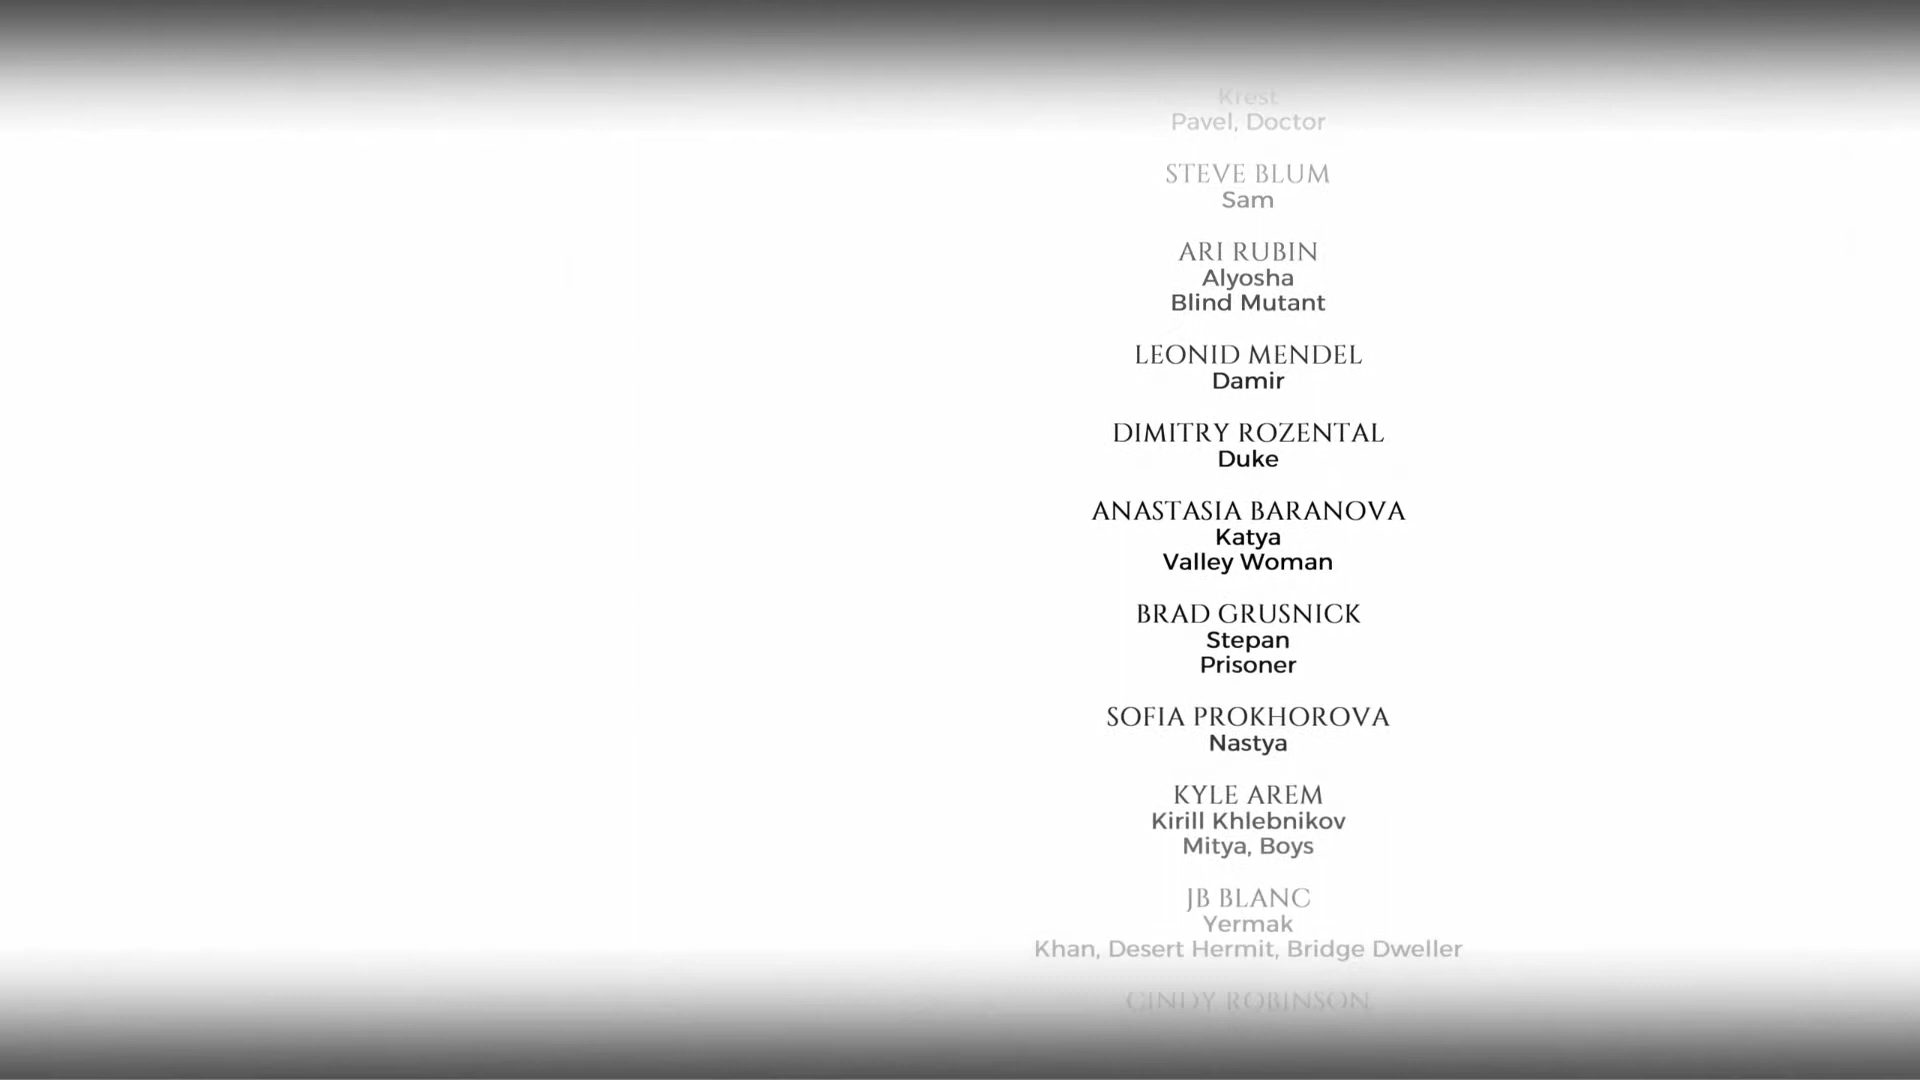 Krest
Pavel, Doctor
STEVE BLUM
Sam
ARI RUBIN
Alyosha
Blind Mutant
LEONID MENDEL
Damir
DIMITRY ROZENTAL
Duke
ANASTASIA BARANOVA
Katya
Valley Woman
BRAD GRUSNICK
Stepan
Prisoner
SOFIA PROKHOROVA
Nastya
KYLE AREM
Kirill Khlebnikov
Mitya, Boys
JB BLANC
Yermak
Khan, Desert Hermit, Bridge Dweller
CINDY ROBINSON